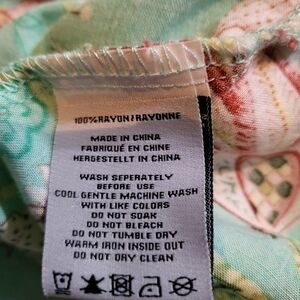 100%RAYON/RAYONNE
MADE IN CHINA
FABRIQUÉ EN CHINE
HERGESTELLT IN CHINA
WASH SEPERATELY
BEFORE USE
COOL GENTLE MACHINE WASH
WITH LIKE COLORS
DO NOT SOAK
DO NOT BLEACH
DO NOT TUMBLE DRY
WARM IRON INSIDE OUT
DO NOT DRY CLEAN